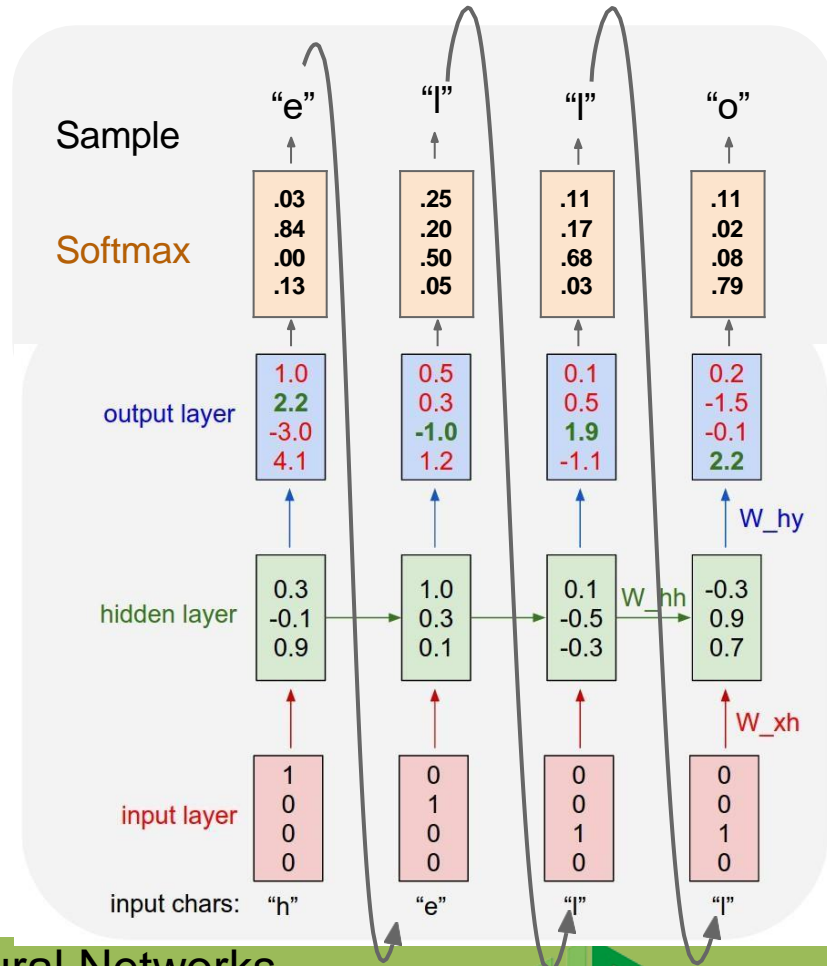 “e” “l” “l” “o”
Sample
.03 .25 .11 .11
.84 .20 .17 .02
Softmax
.00 .50 .68 .08
.13 .05 .03 .79
1.0 0.5 0.1 0.2
output layer 2.2 0.3 0.5 -1.5
-3.0 -1.0 1.9 -0.1
4.1 1.2 -1.1 2.2
W_hy
0.3 1.0 0.1 W_hh -0.3
hidden layer -0.1 0.3 -0.5 0.9
0.9 0.1 -0.3 0.7
W_xh
1 0 0 0
input layer 0 1 0 0
0 0 1 1
0 0 0 0
input chars: “h” “e” “l” “l”
Networks